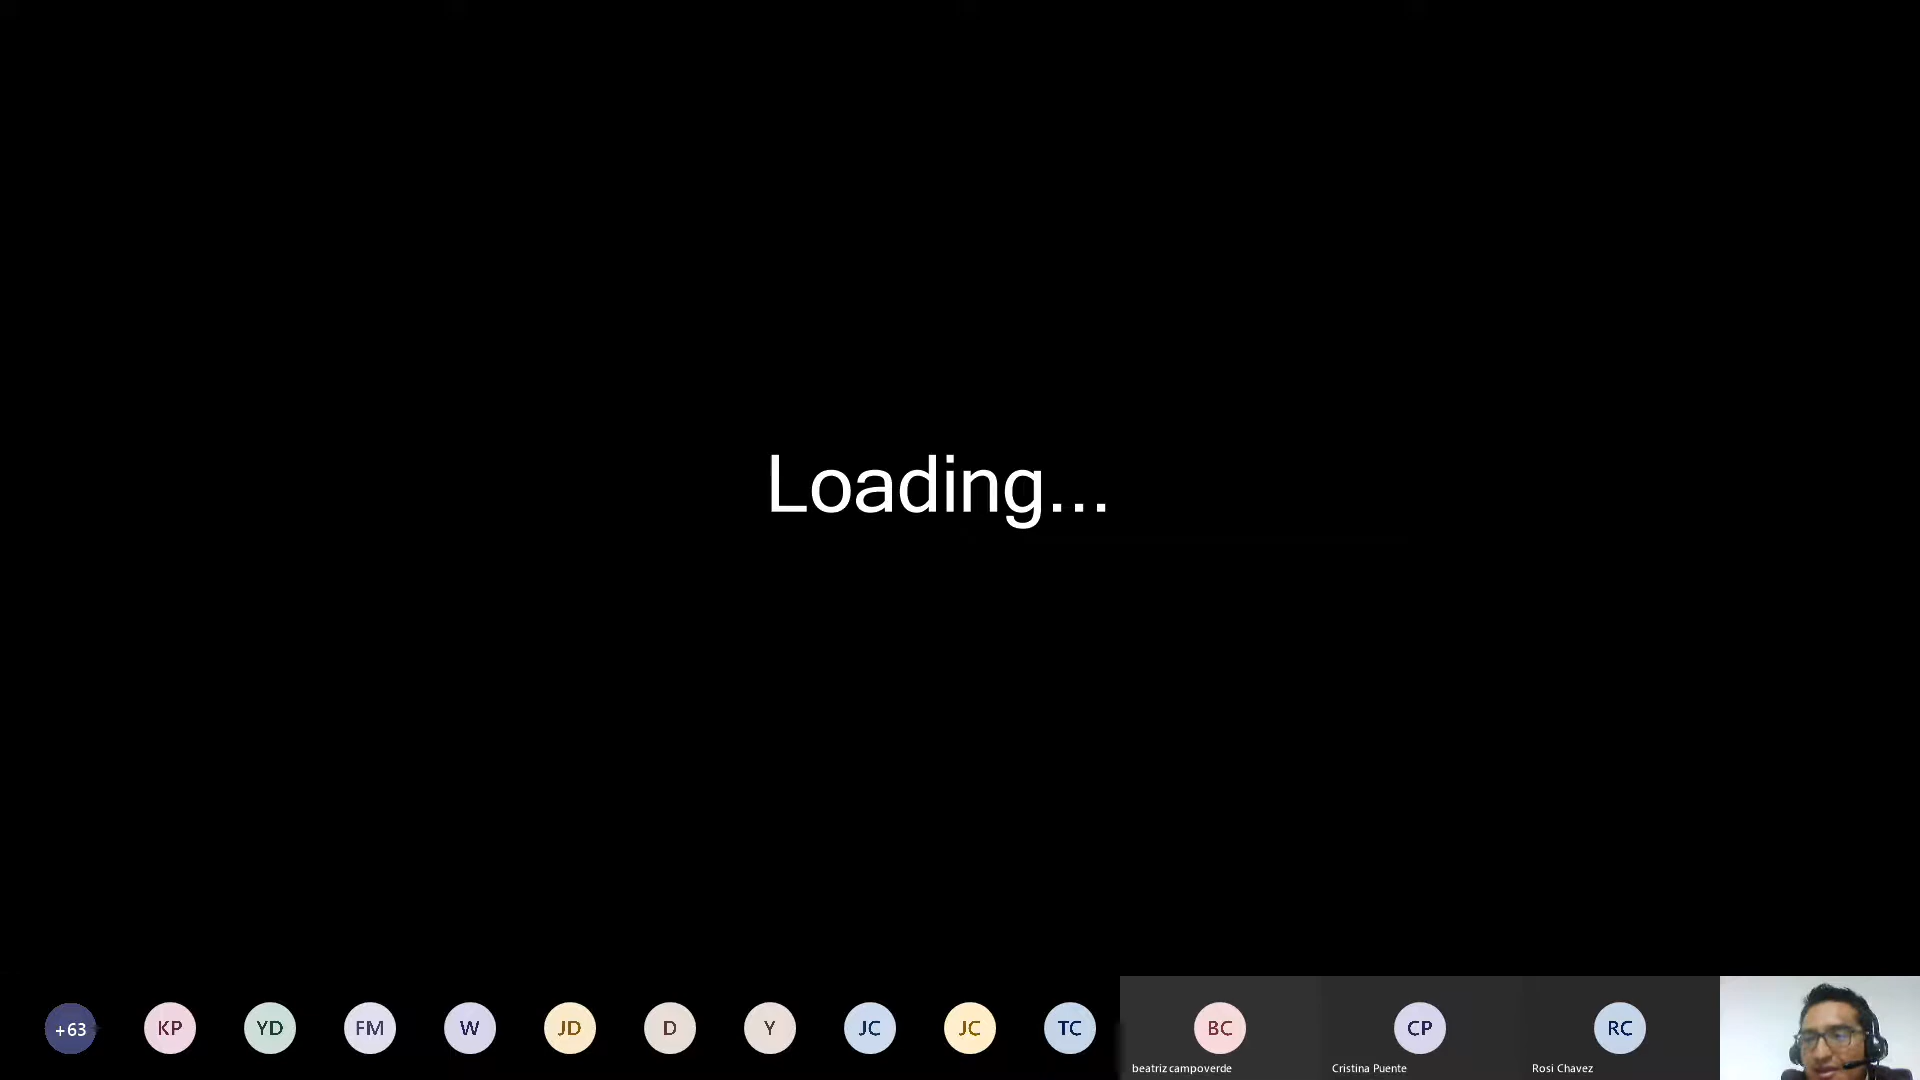 Loading...
+63 KP YD FM W JD D Y JC JC TC BC CP RC
beatriz campoverde Cristina Puente Rosi Chavez